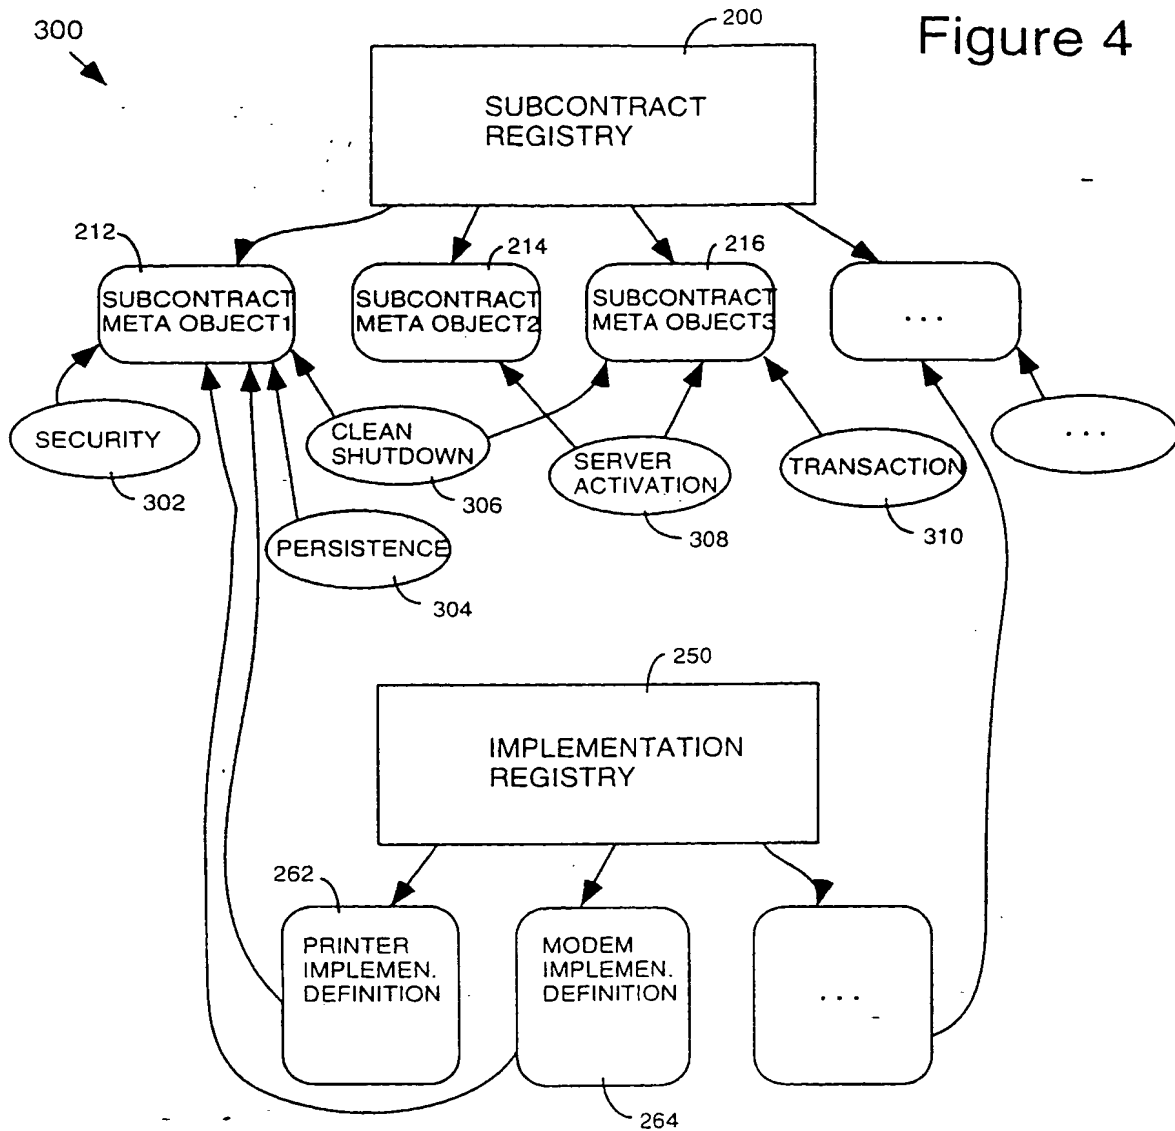 300
200
Figure 4
SUBCONTRACT
REGISTRY
212
214
216
SUBCONTRACT
META OBJECT1
SUBCONTRACT
META OBJECT2
SUBCONTRACT
META OBJECT3
...
SECURITY
302
CLEAN
SHUTDOWN
306
SERVER
ACTIVATION
308
TRANSACTION
310
...
PERSISTENCE
304
250
IMPLEMENTATION
REGISTRY
262
PRINTER
IMPLEMEN.
DEFINITION
MODEM
IMPLEMEN.
DEFINITION
...
264